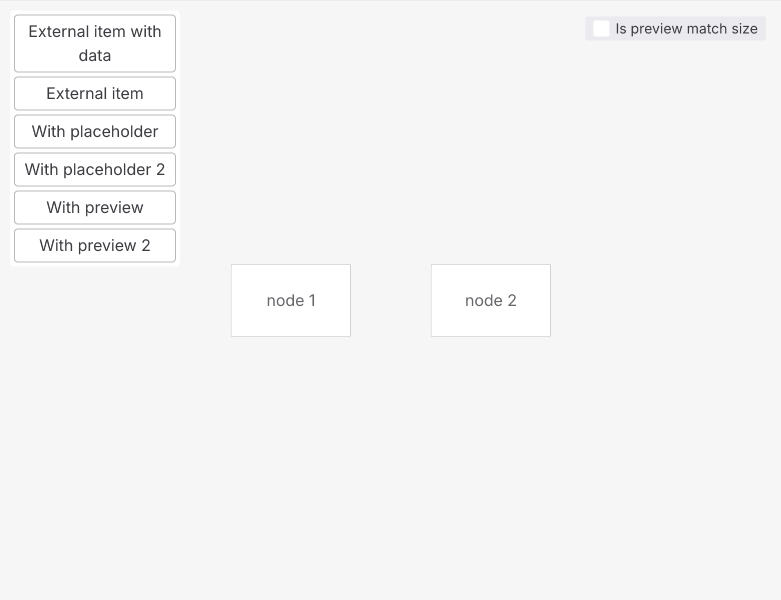 External item with
data
External item
With placeholder
With placeholder 2
With preview
With preview 2
Is preview match size
node 1
node 2